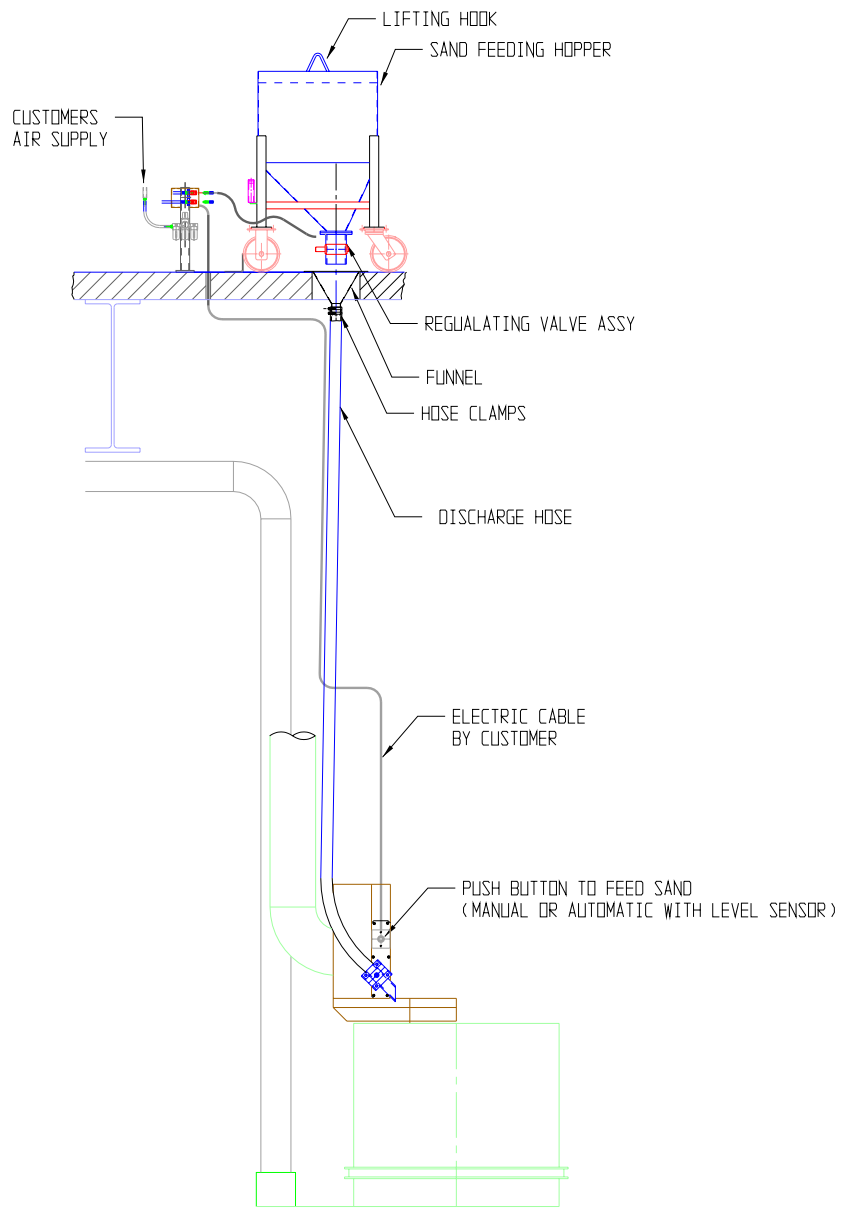 LIFTING HOOK
SAND FEEDING HOPPER
CUSTOMERS
AIR SUPPLY
REGUALATING VALVE ASSY
FUNNEL
HOSE CLAMPS
DISCHARGE HOSE
ELECTRIC CABLE
BY CUSTOMER
PUSH BUTTON TO FEED SAND
(MANUAL OR AUTOMATIC WITH LEVEL SENSOR)